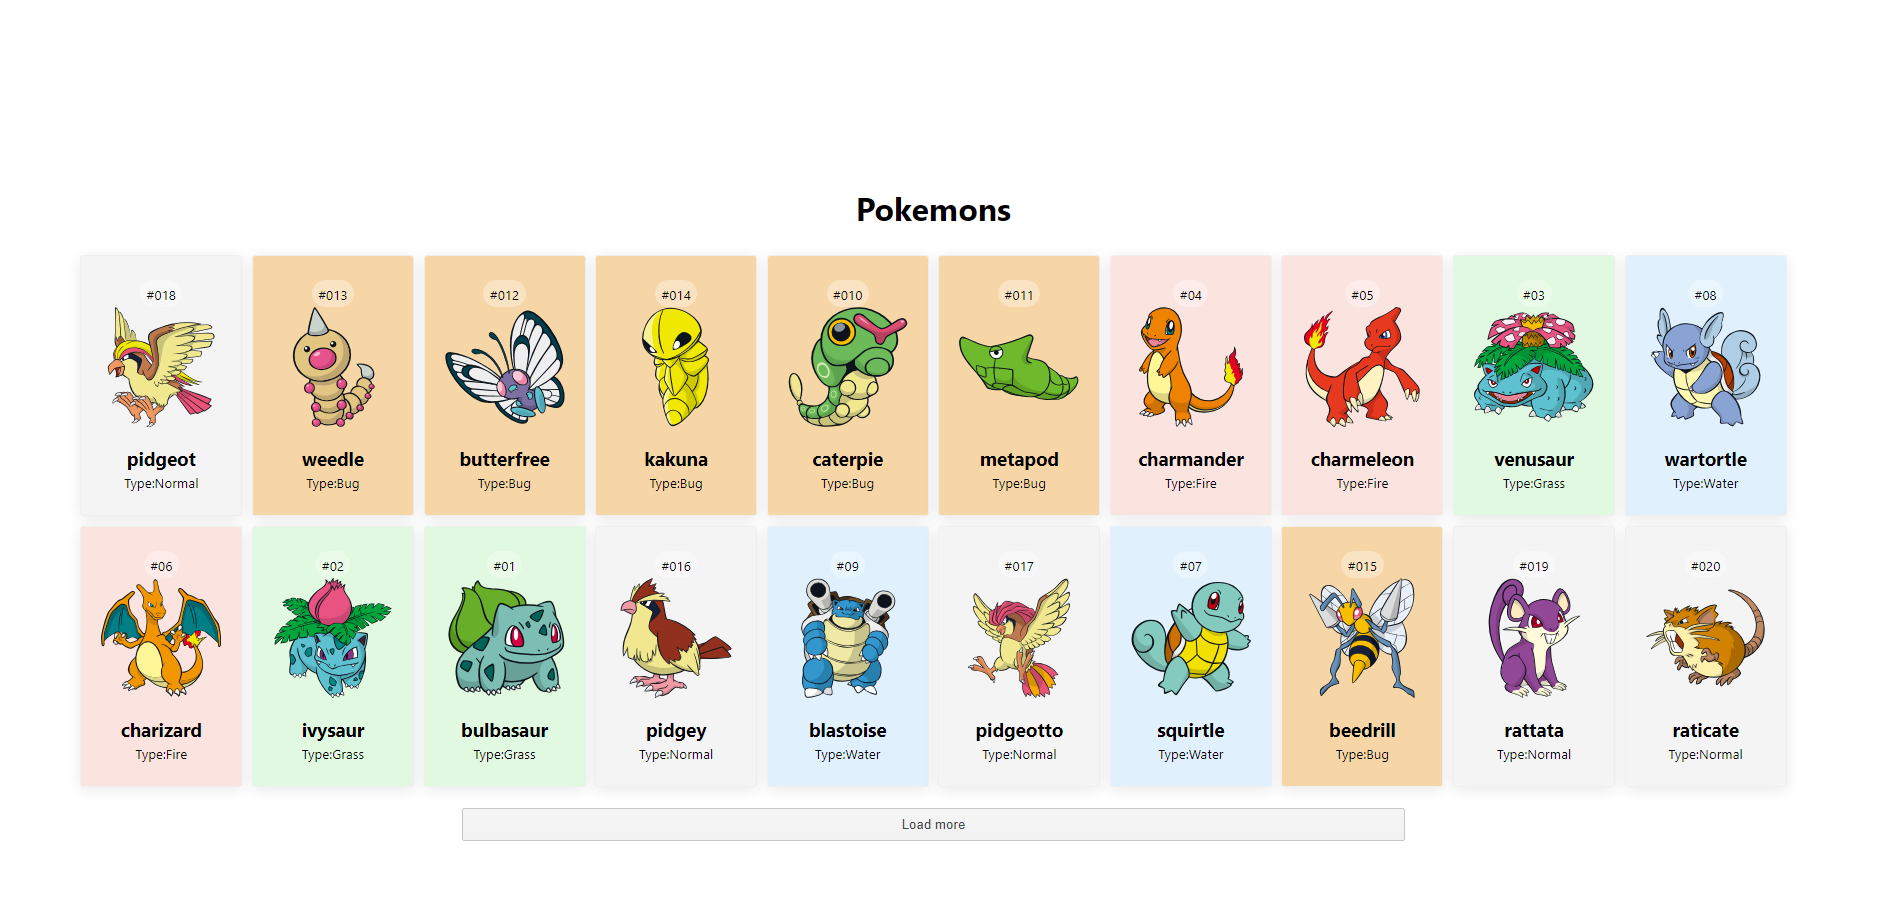 Pokemons
#018
pidgeot
Type:Normal
#013
weedle
Type:Bug
#012
butterfree
Type:Bug
#014
kakuna
Type:Bug
#010
caterpie
Type:Bug
#011
metapod
Type:Bug
#04
charmander
Type:Fire
#05
charmeleon
Type:Fire
#03
venusaur
Type:Grass
#08
wartortle
Type:Water
#06
charizard
Type:Fire
#02
ivysaur
Type:Grass
#01
bulbasaur
Type:Grass
#016
pidgey
Type:Normal
#09
blastoise
Type:Water
#017
pidgeotto
Type:Normal
#07
squirtle
Type:Water
#015
beedrill
Type:Bug
#019
rattata
Type:Normal
#020
raticate
Type:Normal
Load more